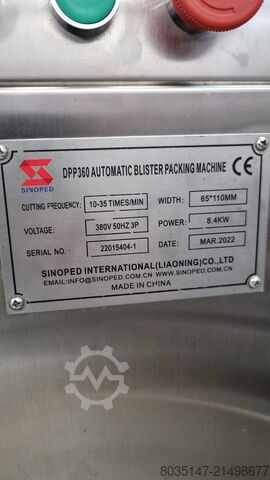 SINOPED
DPP360 AUTOMATIC BLISTER PACKING MACHINE CE
CUTTING FREQUENCY: 10-35 TIMES/MIN WIDTH: 65*110MM
VOLTAGE: 380V 50HZ 3P POWER: 8.4KW
SERIAL NO. 22015404-1 DATE: MAR.2022
SINOPED INTERNATIONAL(LIAONING)CO.,LTD
EMAIL:INFO@SINOPED.COM.CN WWW.SINOPED.COM.CN
MADE IN CHINA
8035147-21498677